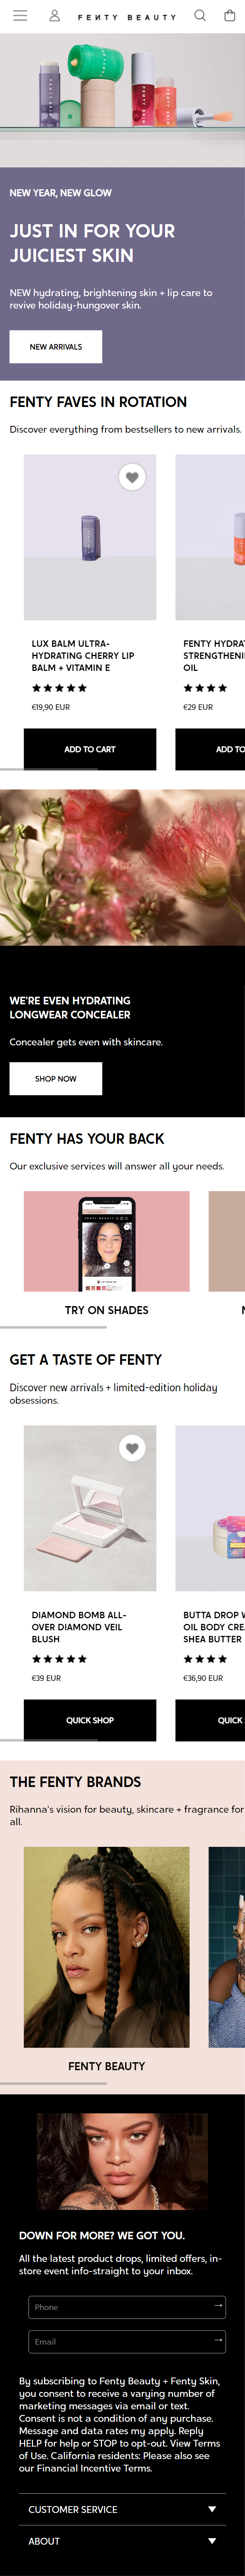 FENTY BEAUTY
NEW YEAR, NEW GLOW
JUST IN FOR YOUR
JUICIEST SKIN
NEW hydrating, brightening skin + lip care to
revive holiday-hungover skin.
NEW ARRIVALS
FENTY FAVES IN ROTATION
Discover everything from bestsellers to new arrivals.
LUX BALM ULTRA-
HYDRATING CHERRY LIP
BALM + VITAMIN E
€19,90 EUR
ADD TO CART
FENTY HYDRA
STRENGTHENI
OIL
€29 EUR
ADD TO
WE'RE EVEN HYDRATING
LONGWEAR CONCEALER
Concealer gets even with skincare.
SHOP NOW
FENTY HAS YOUR BACK
Our exclusive services will answer all your needs.
TRY ON SHADES
GET A TASTE OF FENTY
Discover new arrivals + limited-edition holiday
obsessions.
DIAMOND BOMB ALL-
OVER DIAMOND VEIL
BLUSH
€39 EUR
QUICK SHOP
BUTTA DROP
OIL BODY CRE
SHEA BUTTER
€36,90 EUR
QUICK
THE FENTY BRANDS
Rihanna's vision for beauty, skincare + fragrance for
all.
FENTY BEAUTY
DOWN FOR MORE? WE GOT YOU.
All the latest product drops, limited offers, in-
store event info-straight to your inbox.
Phone
Email
By subscribing to Fenty Beauty + Fenty Skin,
you consent to receive a varying number of
marketing messages via email or text.
Consent is not a condition of any purchase.
Message and data rates my apply. Reply
HELP for help or STOP to opt-out. View Terms
of Use. California residents: Please also see
our Financial Incentive Terms.
CUSTOMER SERVICE
ABOUT